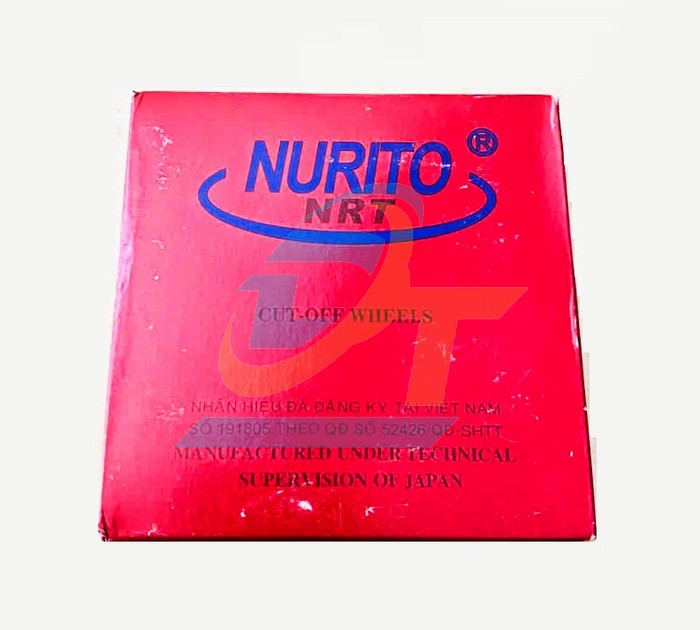 NURITO ®
NRT
CUT-OFF WHEELS
NHÃN HIỆU ĐÃ ĐĂNG KÝ TẠI VIỆT NAM
SỐ 191805 THEO QĐ SỐ 52426/QĐ-SHTT
MANUFACTURED UNDER TECHNICAL
SUPERVISION OF JAPAN
DT